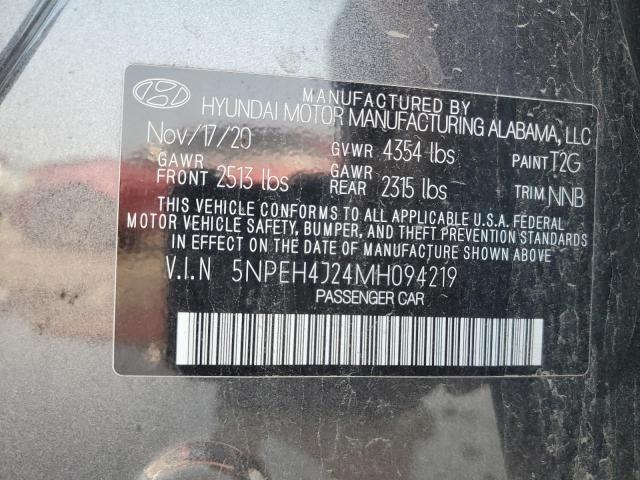 MANUFACTURED BY
HYUNDAI MOTOR MANUFACTURING ALABAMA, LLC
Nov/17/20 GVWR 4354 lbs PAINT T2G
GAWR FRONT 2513 lbs GAWR REAR 2315 lbs TRIM NNB
THIS VEHICLE CONFORMS TO ALL APPLICABLE U.S.A. FEDERAL
MOTOR VEHICLE SAFETY, BUMPER, AND THEFT PREVENTION STANDARDS
IN EFFECT ON THE DATE OF MANUFACTURE SHOWN ABOVE
V.I.N 5NPEH4J24MH094219
PASSENGER CAR